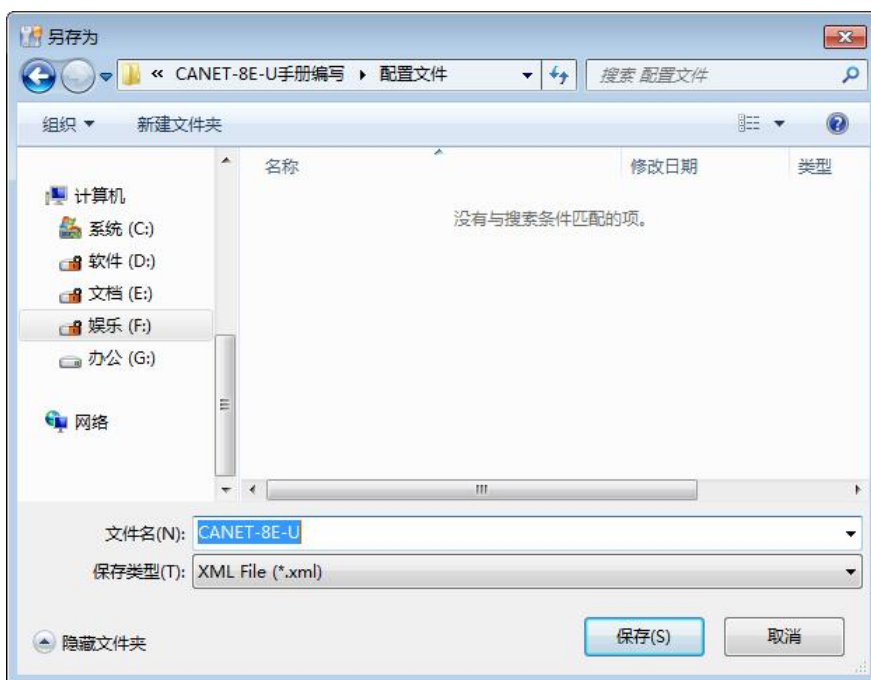 另存为
« CANET-8E-U手册编写 ▸ 配置文件
搜索 配置文件
组织
新建文件夹
名称
修改日期
类型
没有与搜索条件匹配的项。
计算机
系统 (C:)
软件 (D:)
文档 (E:)
娱乐 (F:)
办公 (G:)
网络
文件名(N): CANET-8E-U
保存类型(T): XML File (*.xml)
隐藏文件夹
保存(S)
取消